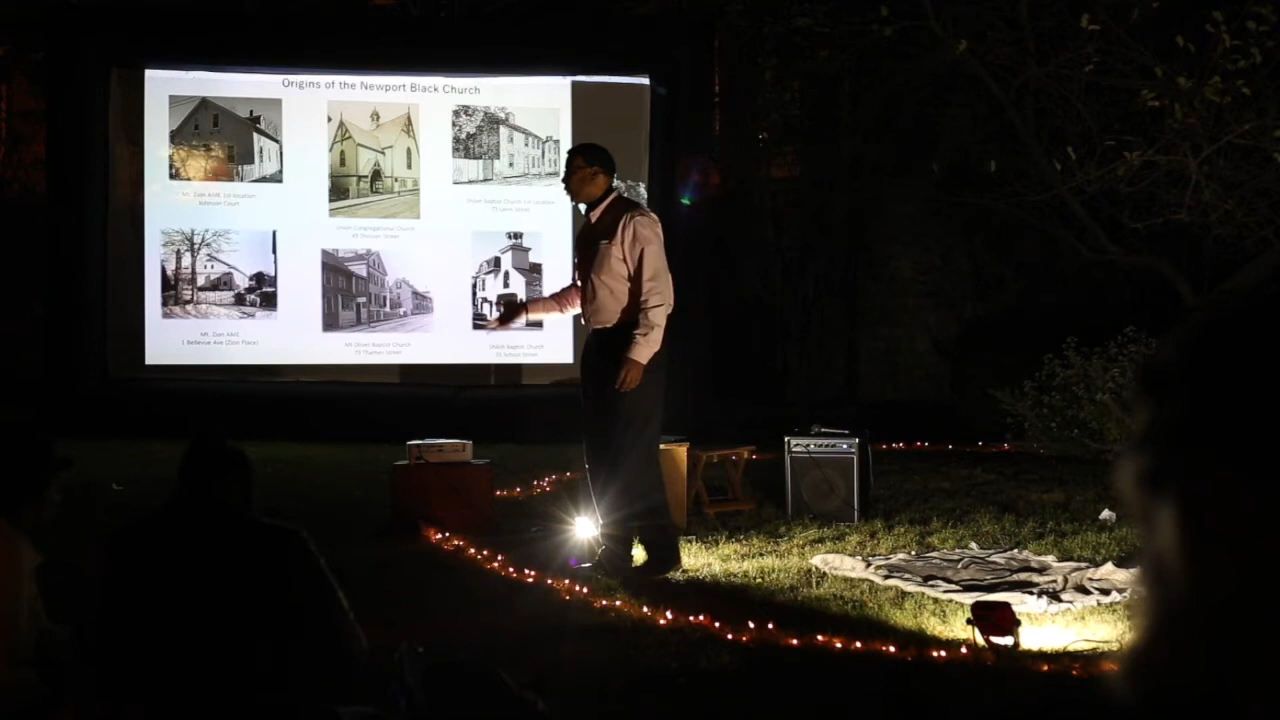 Origins of the Newport Black Church
Mt. Zion AME 1st location
Johnson Court
Union Congregational Church
49 Division Street
Shiloh Baptist Church 1st Location
73 Levin Street
Mt. Zion AME
1 Bellevue Ave (Zion Place)
Mt Olivet Baptist Church
79 Thames Street
Shiloh Baptist Church
25 School Street